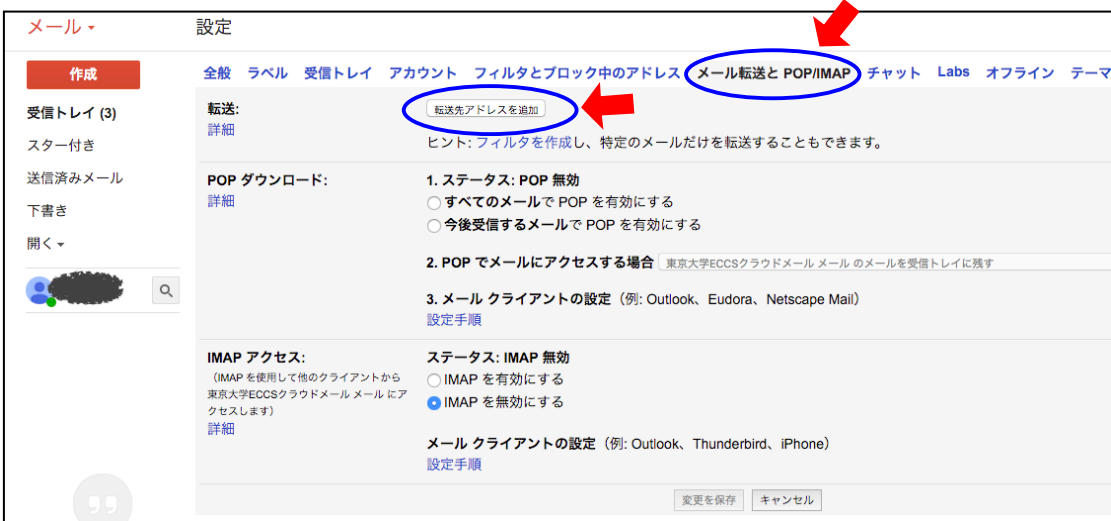 メール
設定
作成
全般 ラベル 受信トレイ アカウント フィルタとブロック中のアドレス メール転送と POP/IMAP チャット Labs オフライン テーマ
受信トレイ (3)
スター付き
送信済みメール
下書き
開く
転送:
詳細
転送先アドレスを追加
ヒント: フィルタを作成し、特定のメールだけを転送することもできます。
POP ダウンロード:
詳細
1. ステータス: POP 無効
すべてのメールで POP を有効にする
今後受信するメールで POP を有効にする
2. POP でメールにアクセスする場合 東京大学ECCSクラウドメール メール のメールを受信トレイに残す
3. メール クライアントの設定（例: Outlook、Eudora、Netscape Mail）
設定手順
IMAP アクセス:
（IMAP を使用して他のクライアントから
東京大学ECCSクラウドメール メール にア
クセスします）
詳細
ステータス: IMAP 無効
IMAP を有効にする
IMAP を無効にする
メール クライアントの設定（例: Outlook、Thunderbird、iPhone）
設定手順
変更を保存 キャンセル